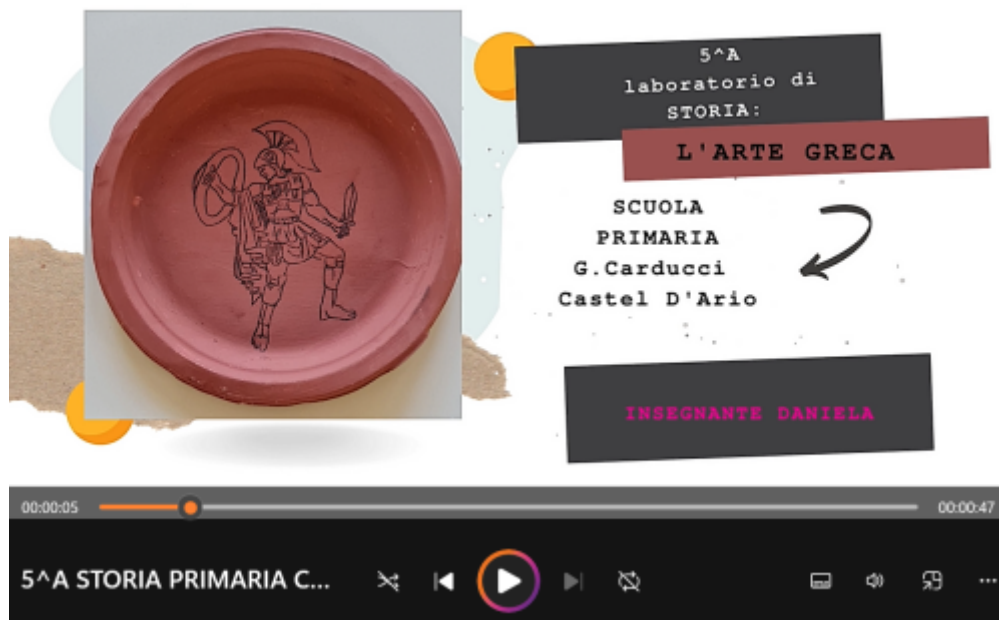 5^A
laboratorio di
STORIA:
L'ARTE GRECA
SCUOLA
PRIMARIA
G.Carducci
Castel D'Ario
INSEGNANTE DANIELA
00:00:05
00:00:47
5^A STORIA PRIMARIA C...